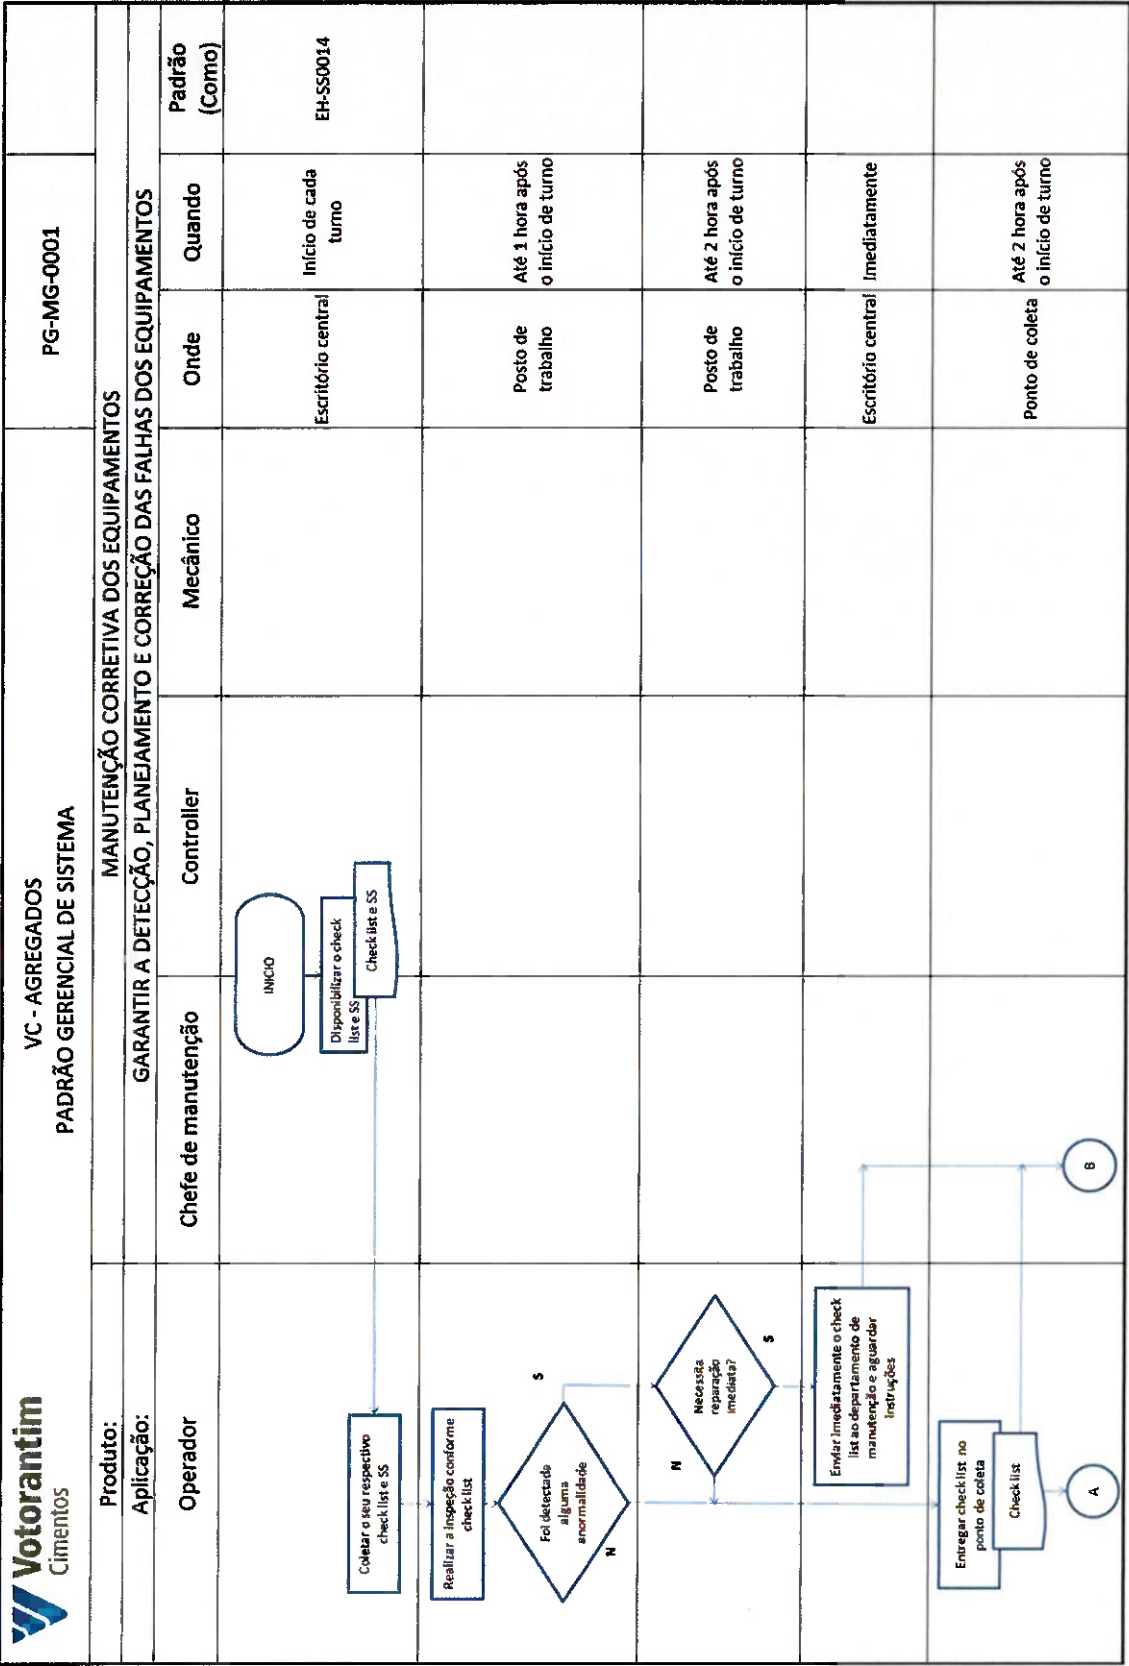 Votorantim
Cimentos
VC - AGREGADOS
PADRÃO GERENCIAL DE SISTEMA
PG-MG-0001
Produto:
MANUTENÇÃO CORRETIVA DOS EQUIPAMENTOS
Aplicação:
GARANTIR A DETECÇÃO, PLANEJAMENTO E CORREÇÃO DAS FALHAS DOS EQUIPAMENTOS
Operador
Chefe de manutenção
Controller
Mecânico
Onde
Quando
Padrão
(Como)
INICIO
Disponibilizar o check
list e SS
Check list e SS
Coletar o seu respectivo
check list e SS
Escritório central
Início de cada
turno
EH-SS0014
Realizar a inspeção conforme
check list
Foi detectada
alguma
anormalidade
S
N
Posto de
trabalho
Até 1 hora após
o início de turno
Necessita
reparação
imediata?
N
S
Posto de
trabalho
Até 2 hora após
o início de turno
Enviar imediatamente o check
list ao departamento de
manutenção e aguardar
instruções
Escritório central
Imediatamente
Entregar check list no
ponto de coleta
Check list
A
B
Ponto de coleta
Até 2 hora após
o início de turno